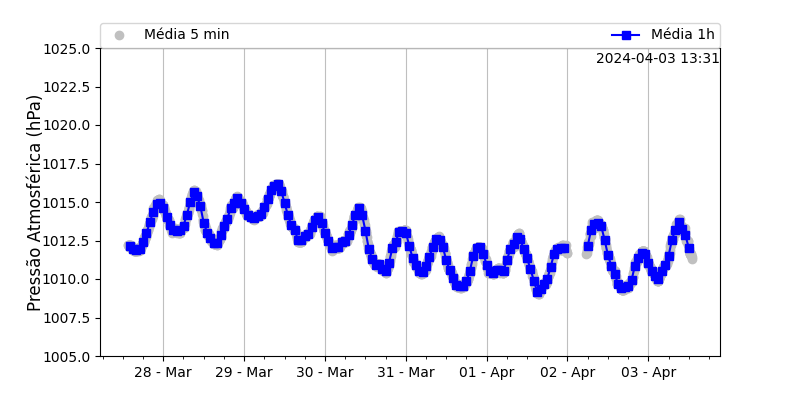 Média 5 min
Média 1h
2024-04-03 13:31
Pressão Atmosférica (hPa)
1025.0
1022.5
1020.0
1017.5
1015.0
1012.5
1010.0
1007.5
1005.0
28 - Mar
29 - Mar
30 - Mar
31 - Mar
01 - Apr
02 - Apr
03 - Apr